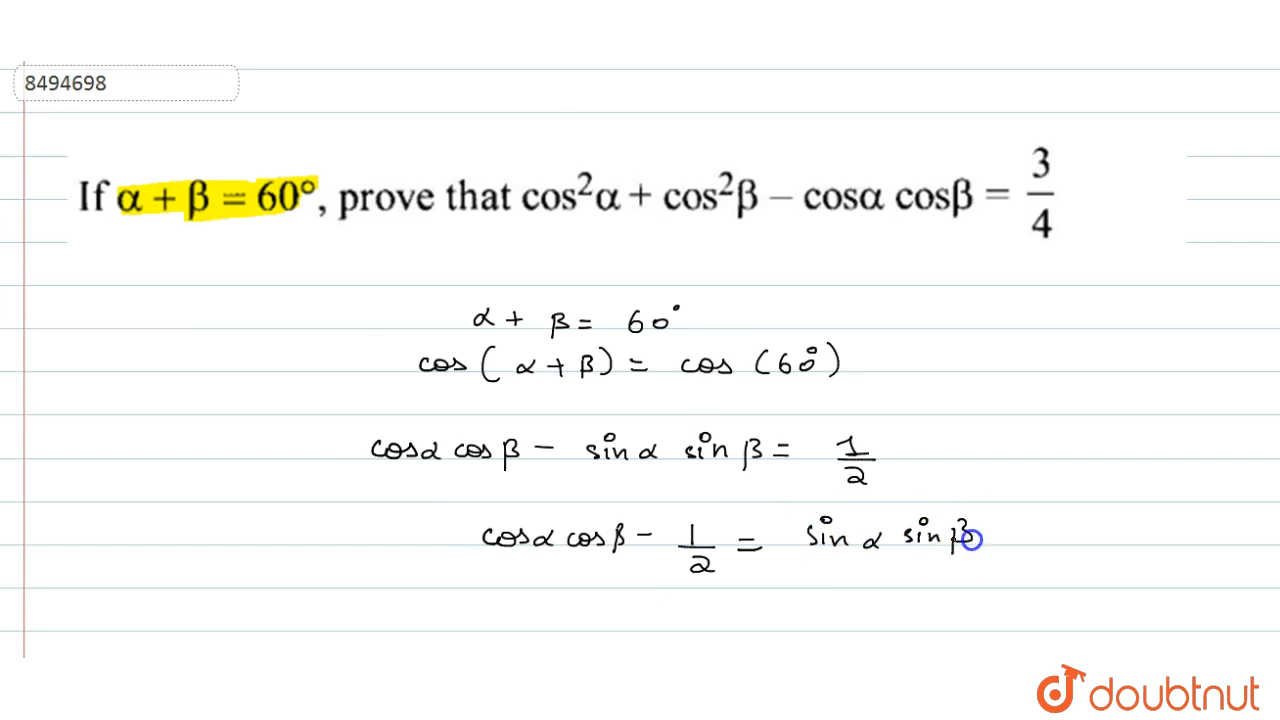 8494698
If α + β = 60°, prove that cos²α + cos²β – cosα cosβ = 3/4
α + β = 60°
cos (α + β) = cos (60°)
cosα cosβ – sinα sinβ = 1/2
cosα cosβ – 1/2 = sinα sinβ
doubtnut